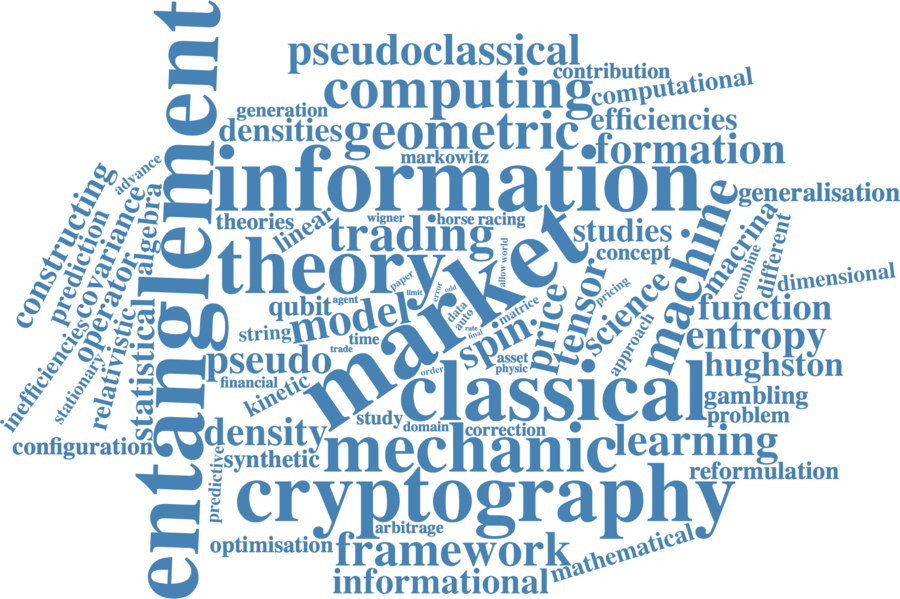 entanglement
pseudoclassical
contribution
computing
computational
generation
densities
geometric
efficiencies
markowitz
formation
advance
information
generalisation
constructing
prediction
covariance
algebra
operator
theories
linear
wigner
horse racing
trading
studies
concept
machine
macrina
combine
different
dimensional
theory
market
allow world
paper
limit
error
odd
data
auto
rate
final
matrice
qubit
agent
model
string
time
trade
spin
price
tensor
pricing
science
approach
function
entropy
hughston
inefficiencies
stationary
relativistic
statistical
pseudo
financial
kinetic
order
asset
physic
classical
gambling
problem
study
domain
correction
configuration
density
synthetic
predictive
mechanic
learning
reformulation
cryptography
arbitrage
optimisation
framework
informational
mathematical